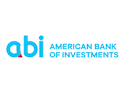 abi AMERICAN BANK
OF INVESTMENTS